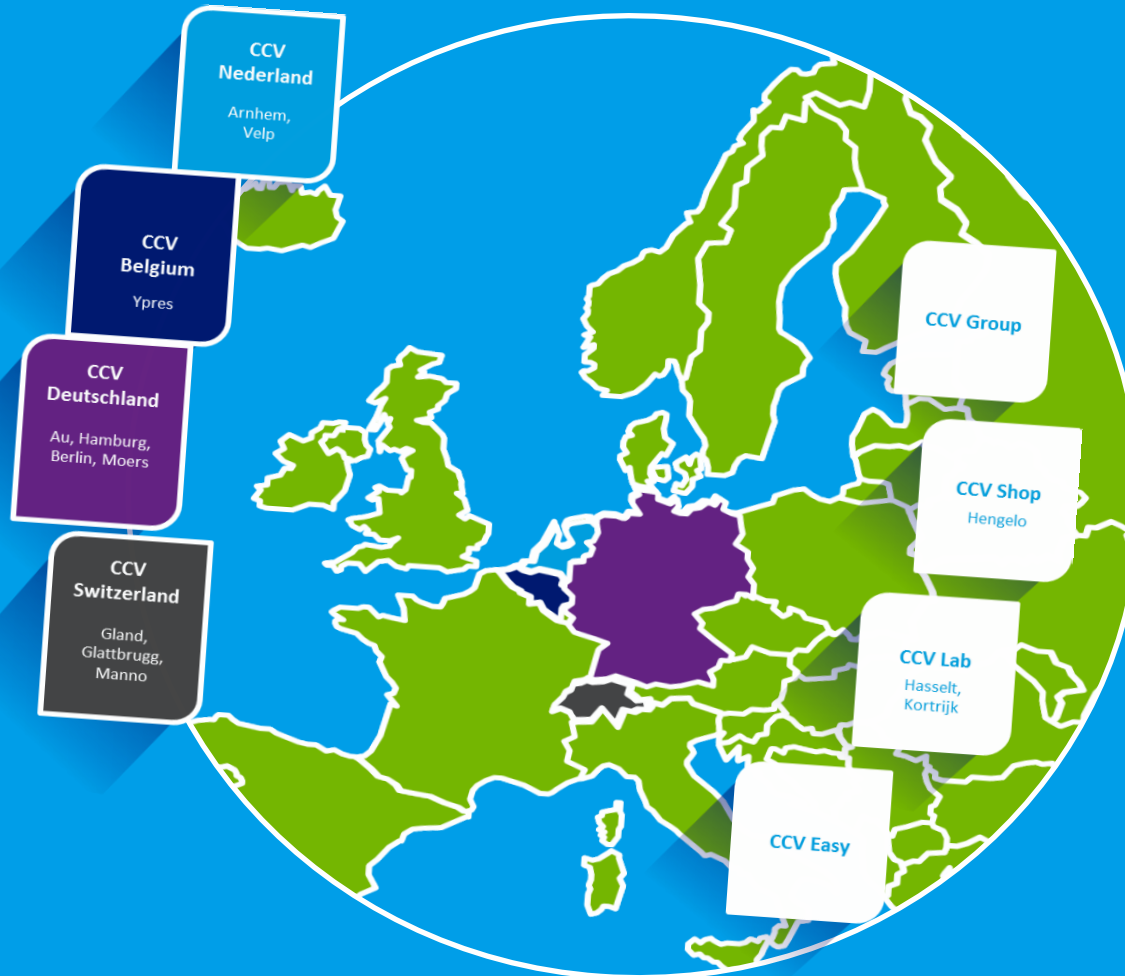 CCV
Nederland
Arnhem,
Velp
CCV
Belgium
Ypres
CCV
Deutschland
Au, Hamburg,
Berlin, Moers
CCV
Switzerland
Gland,
Glattbrugg,
Manno
CCV Group
CCV Shop
Hengelo
CCV Lab
Hasselt,
Kortrijk
CCV Easy